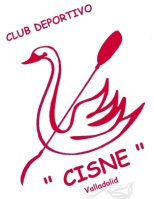 CLUB DEPORTIVO
" CISNE "
Valladolid